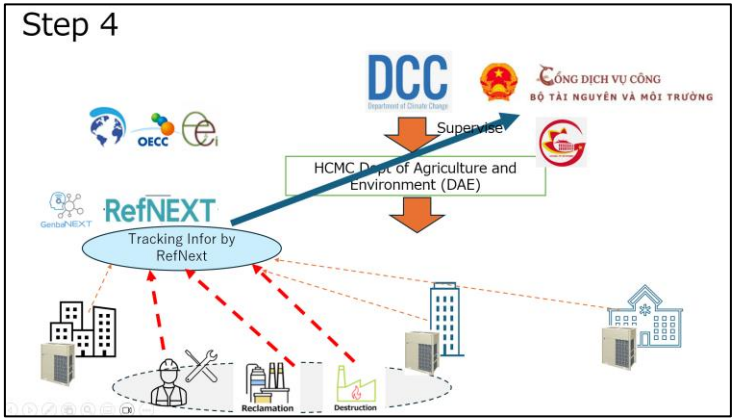 Step 4
DCC
Department of Climate Change
CỔNG DỊCH VỤ CÔNG
BỘ TÀI NGUYÊN VÀ MÔI TRƯỜNG
OECC
Supervise
HCMC Dept of Agriculture and
Environment (DAE)
GenbaNEXT
RefNEXT
Tracking Infor by
RefNext
Reclamation
Destruction